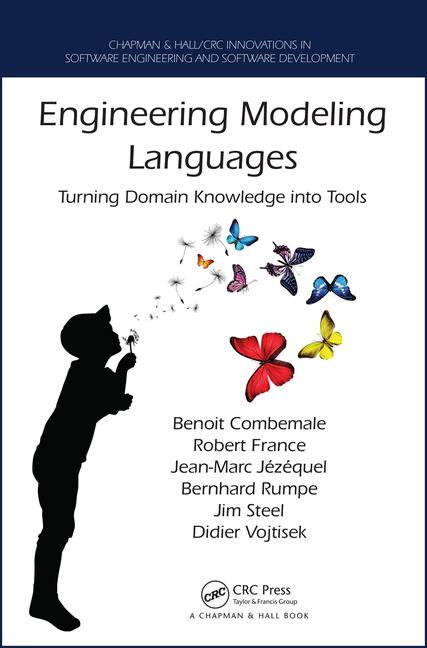 CHAPMAN & HALL/CRC INNOVATIONS IN
SOFTWARE ENGINEERING AND SOFTWARE DEVELOPMENT
Engineering Modeling
Languages
Turning Domain Knowledge into Tools
Benoit Combemale
Robert France
Jean-Marc Jézéquel
Bernhard Rumpe
Jim Steel
Didier Vojtisek
CRC
CRC Press
Taylor & Francis Group
A CHAPMAN & HALL BOOK